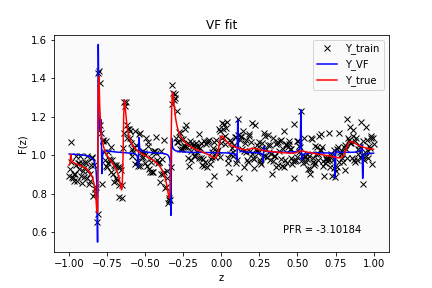 VF fit
1.6
1.4
1.2
1.0
0.8
0.6
F(z)
Y_train
Y_VF
Y_true
PFR = -3.10184
−1.00 −0.75 −0.50 −0.25 0.00 0.25 0.50 0.75 1.00
z